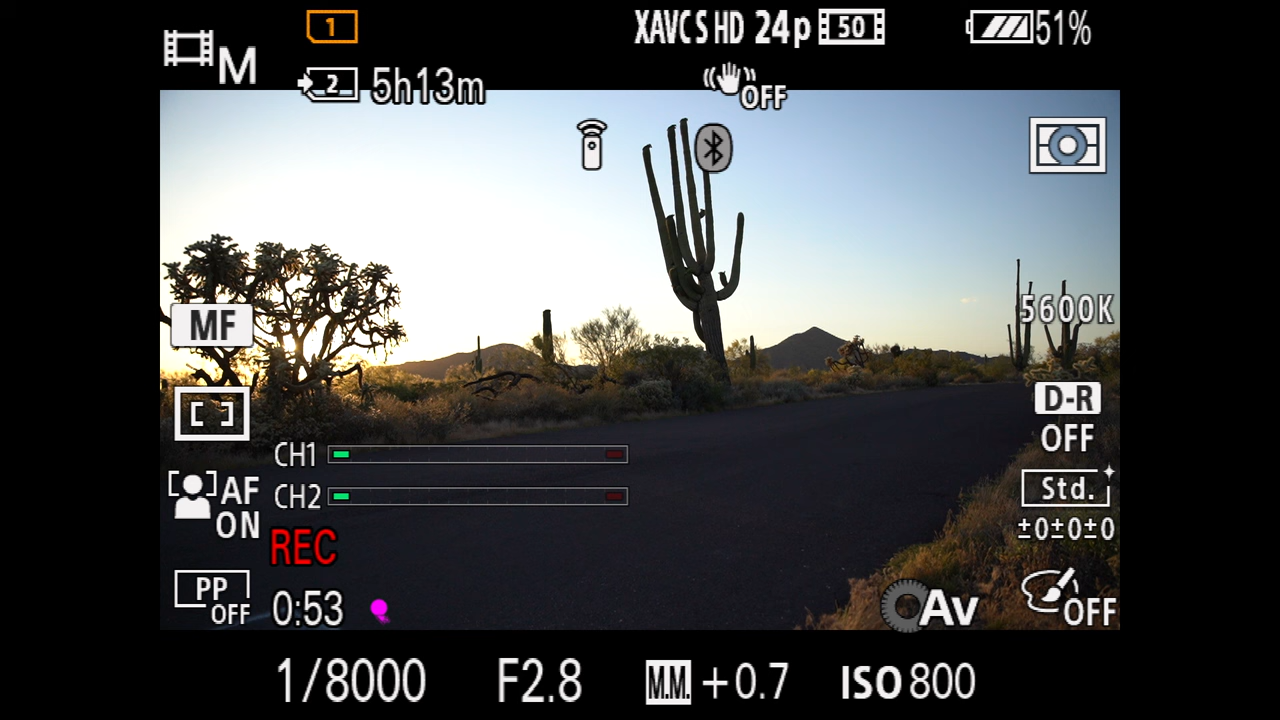 M
1
XAVC S HD 24p 50
51%
2 5h13m
OFF
MF
5600K
D-R
OFF
CH1
AF
ON
CH2
Std.
±0±0±0
REC
PP
OFF
0:53
Av
OFF
1/8000 F2.8 M.M. +0.7 ISO 800